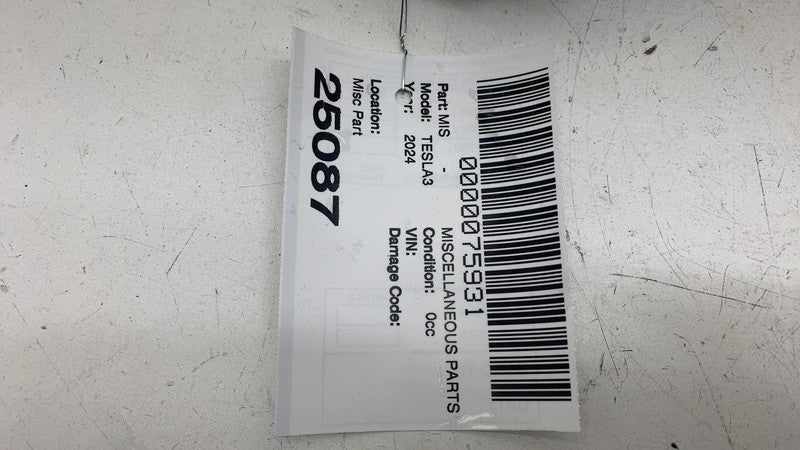 0000075931
Part: MIS - MISCELLANEOUS PARTS
Model: TESLA3 Condition: 0cc
Year: 2024 VIN:
Damage Code:
Location:
Misc Part
25087